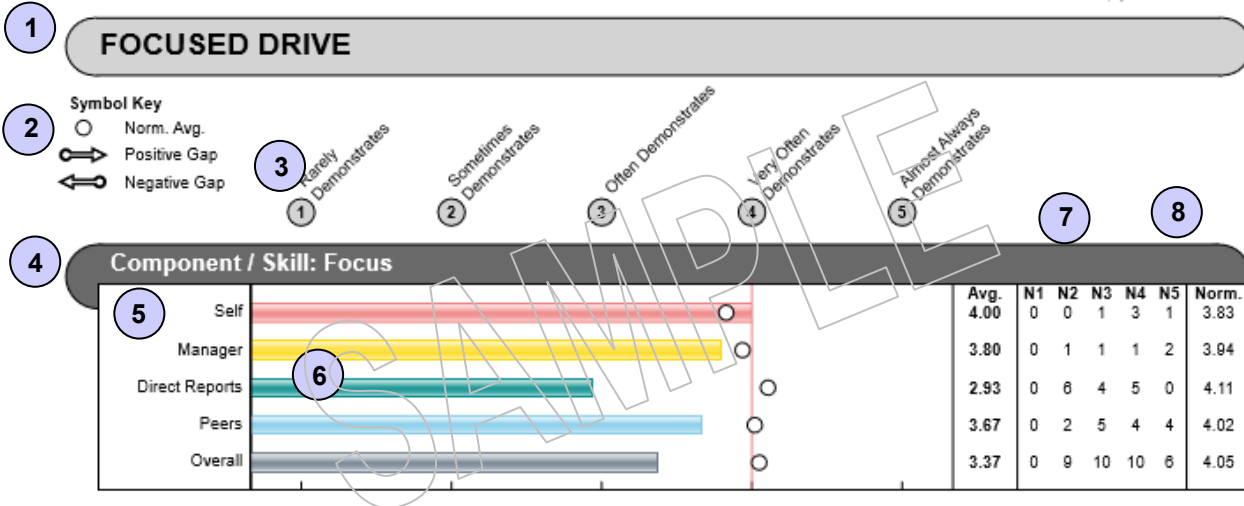 1
FOCUSED DRIVE
2
Symbol Key
Norm. Avg.
Positive Gap
Negative Gap
3
Rarely
Demonstrates
Sometimes
Demonstrates
Often Demonstrates
Very Often
Demonstrates
Almost Always
Demonstrates
1 2 3 4 5
7 8
4
Component / Skill: Focus
5
6
Avg. N1 N2 N3 N4 N5 Norm.
Self 4.00 0 0 1 3 1 3.83
Manager 3.80 0 1 1 1 2 3.94
Direct Reports 2.93 0 6 4 5 0 4.11
Peers 3.67 0 2 5 4 4 4.02
Overall 3.37 0 9 10 10 6 4.05
SAMPLE